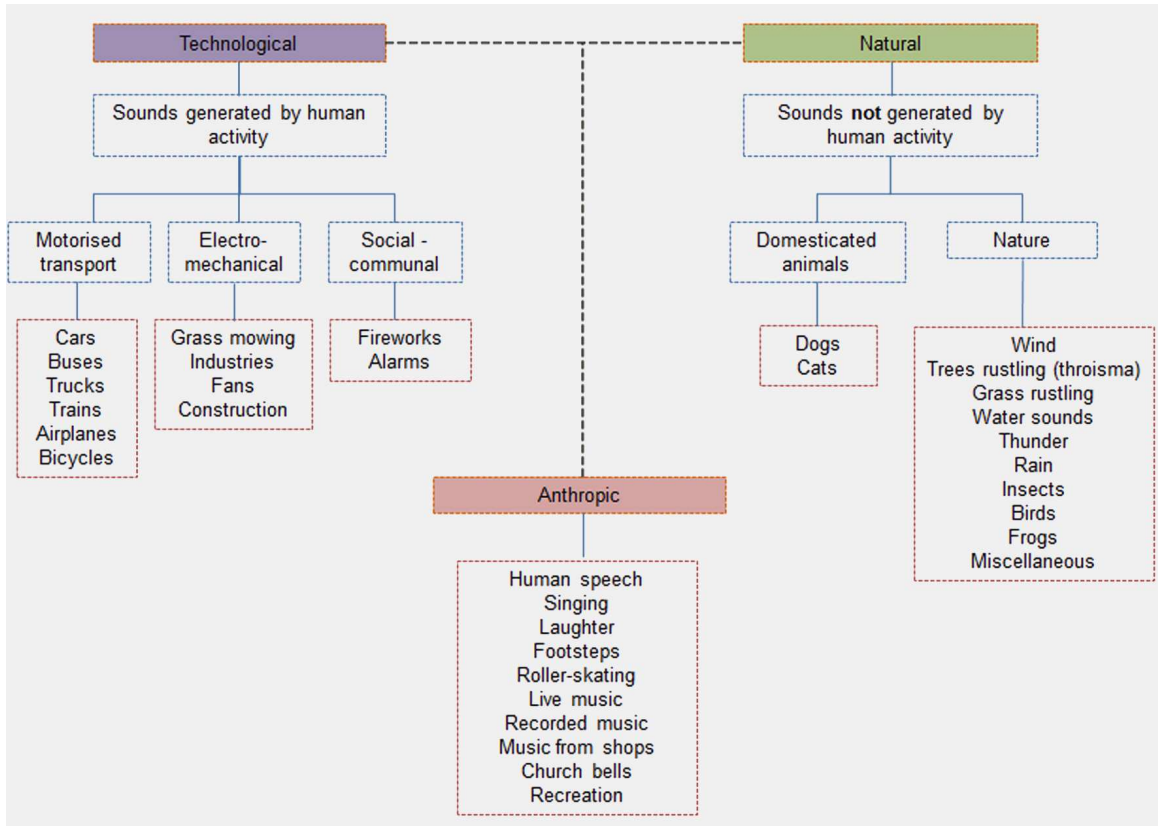 Technological
Natural
Sounds generated by human
activity
Sounds not generated by
human activity
Motorised
transport
Electro-
mechanical
Social -
communal
Domesticated
animals
Nature
Cars
Buses
Trucks
Trains
Airplanes
Bicycles
Grass mowing
Industries
Fans
Construction
Fireworks
Alarms
Dogs
Cats
Wind
Trees rustling (throisma)
Grass rustling
Water sounds
Thunder
Rain
Insects
Birds
Frogs
Miscellaneous
Anthropic
Human speech
Singing
Laughter
Footsteps
Roller-skating
Live music
Recorded music
Music from shops
Church bells
Recreation